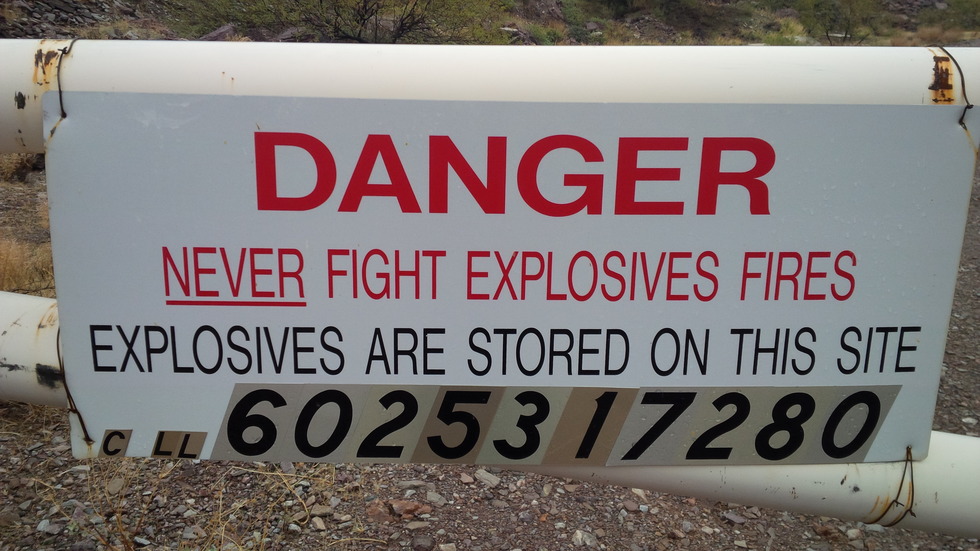 DANGER
NEVER FIGHT EXPLOSIVES FIRES
EXPLOSIVES ARE STORED ON THIS SITE
C LL 6025317280